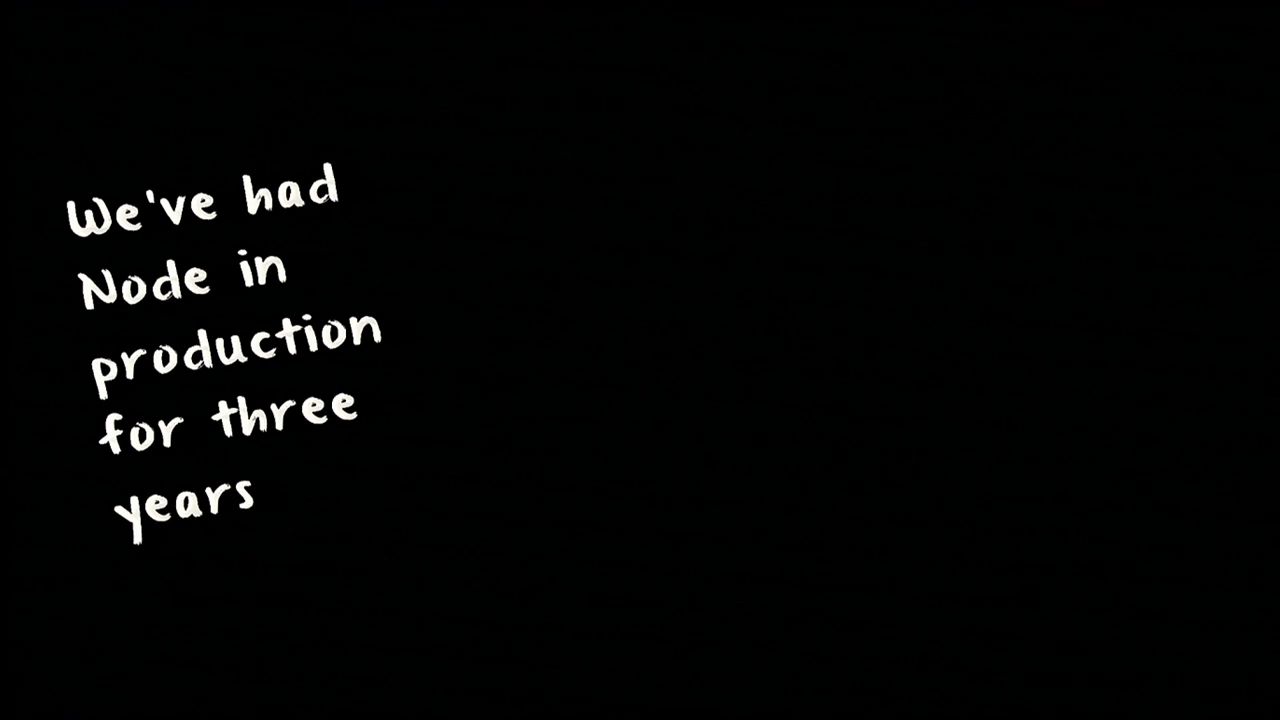 We've had
Node in
production
for three
years